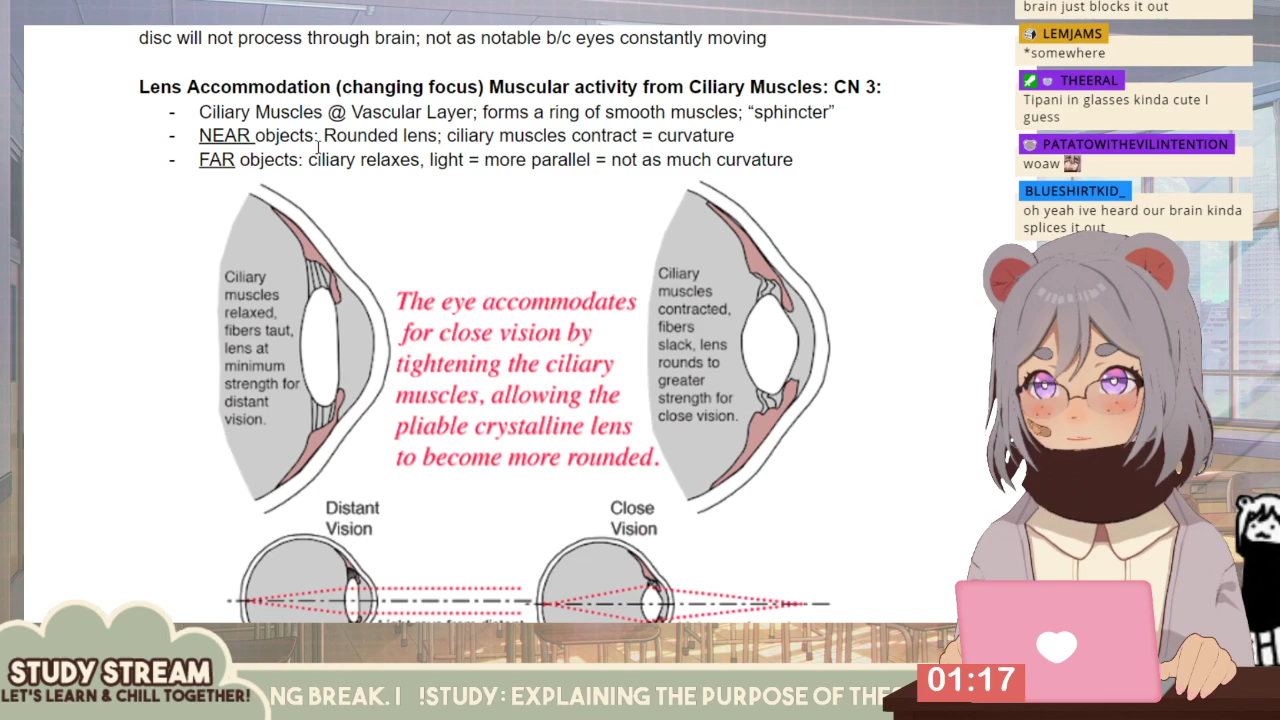 disc will not process through brain; not as notable b/c eyes constantly moving
Lens Accommodation (changing focus) Muscular activity from Ciliary Muscles: CN 3:
- Ciliary Muscles @ Vascular Layer; forms a ring of smooth muscles; “sphincter”
- NEAR objects: Rounded lens; ciliary muscles contract = curvature
- FAR objects: ciliary relaxes, light = more parallel = not as much curvature
Ciliary
muscles
relaxed,
fibers taut,
lens at
minimum
strength for
distant
vision.
The eye accommodates
for close vision by
tightening the ciliary
muscles, allowing the
pliable crystalline lens
to become more rounded.
Ciliary
muscles
contracted,
fibers
slack, lens
rounds to
greater
strength for
close vision.
Distant
Vision
Close
Vision
brain just blocks it out
LEMJAMS
*somewhere
THEERAL
Tipani in glasses kinda cute I
guess
PATATOWITHEVILINTENTION
woaw
BLUESHIRTKID_
oh yeah ive heard our brain kinda
splices it out
STUDY STREAM
LET'S LEARN & CHILL TOGETHER!
NG BREAK. I !STUDY : EXPLAINING THE PURPOSE OF THE
01:17